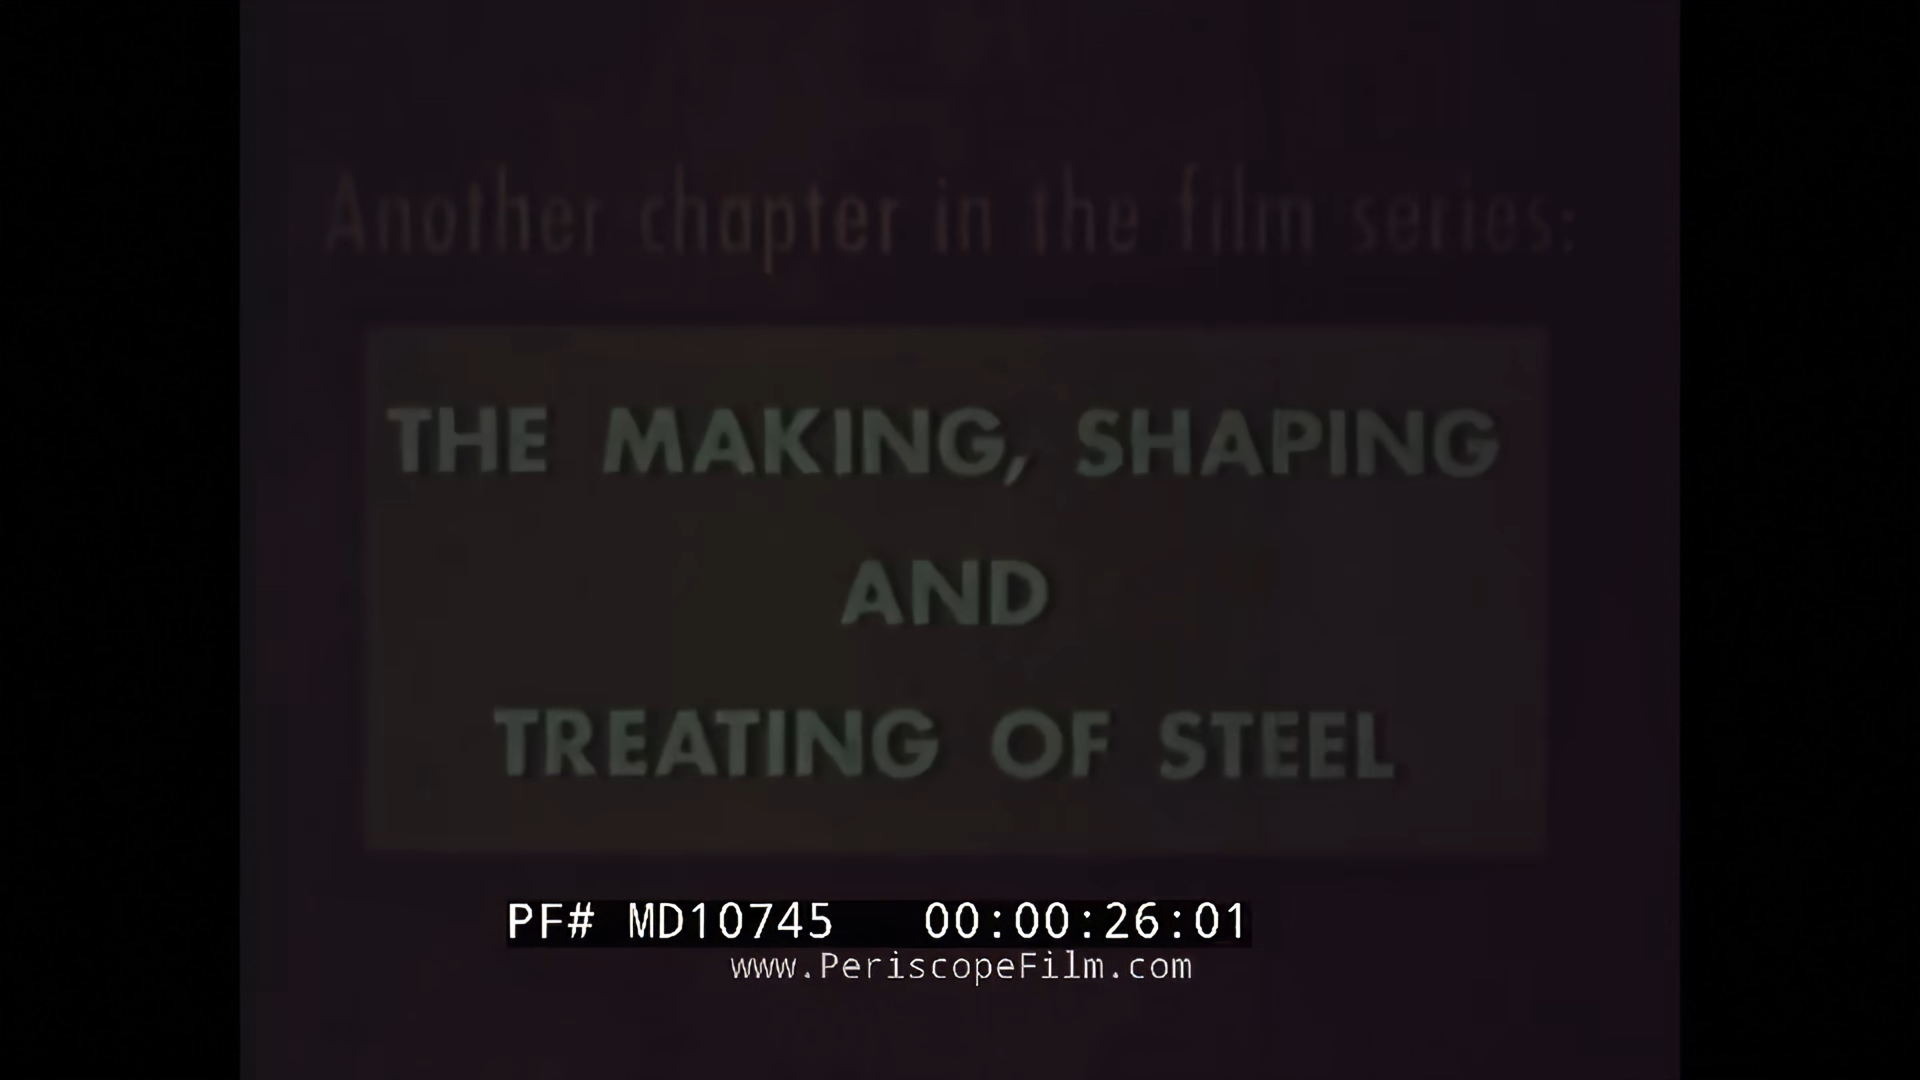 Another chapter in the film series:
THE MAKING, SHAPING
AND
TREATING OF STEEL
PF# MD10745 00:00:26:01
www.PeriscopeFilm.com